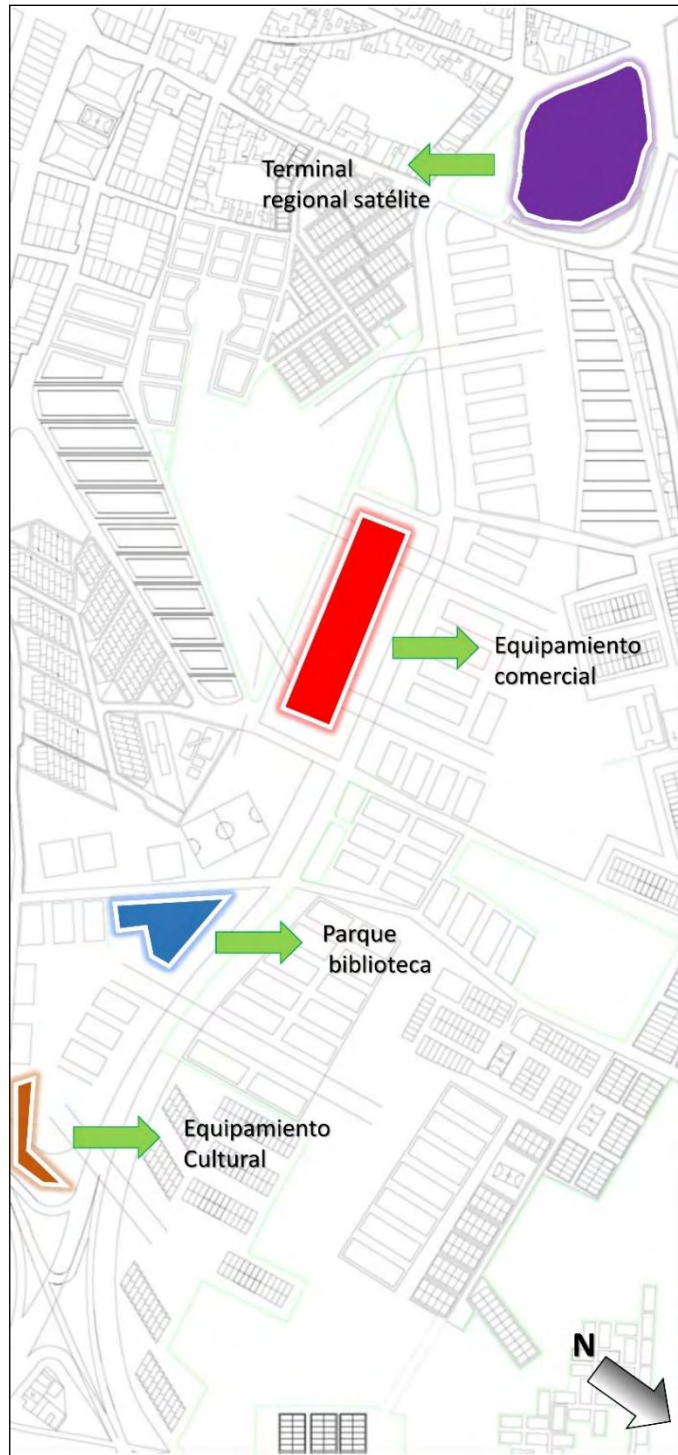 Terminal
regional satélite
Equipamiento
comercial
Parque
biblioteca
Equipamiento
Cultural
N